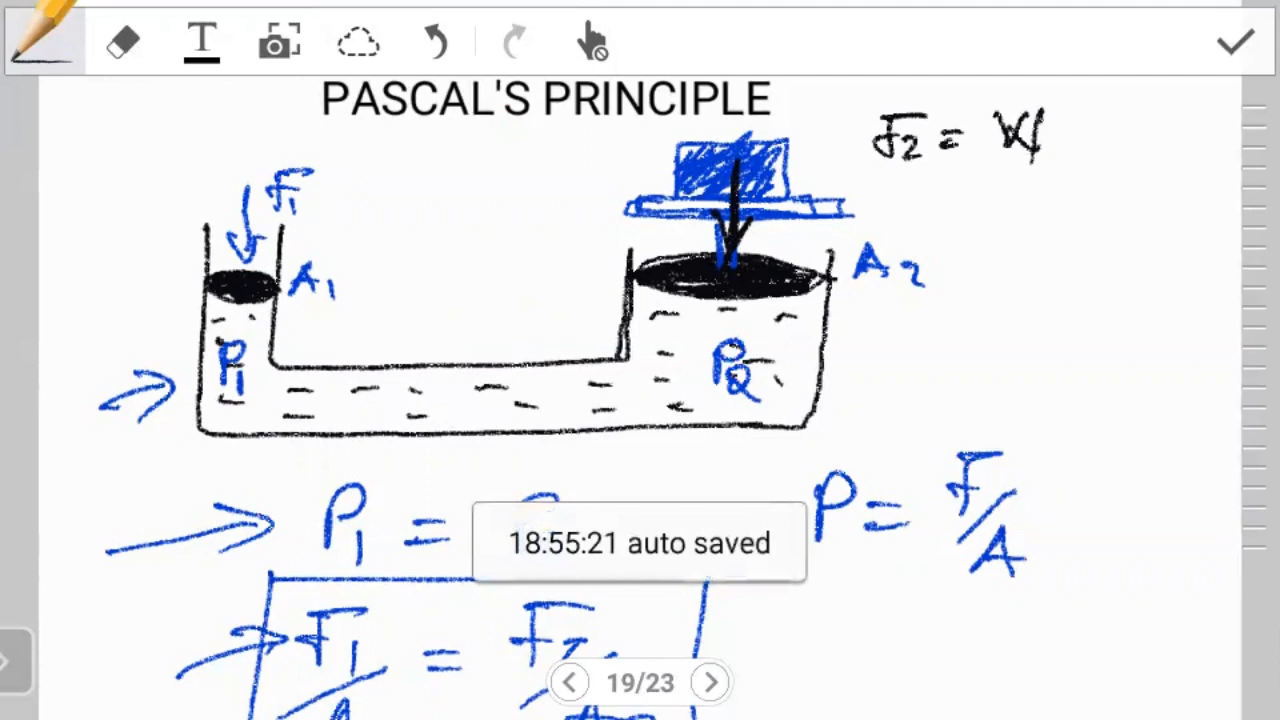 T
PASCAL'S PRINCIPLE
F₂ = W
F₁
A₁
A₂
P₁
P₂
P₁ =
P = F/A
18:55:21 auto saved
F₁/A = F₂/A
19/23